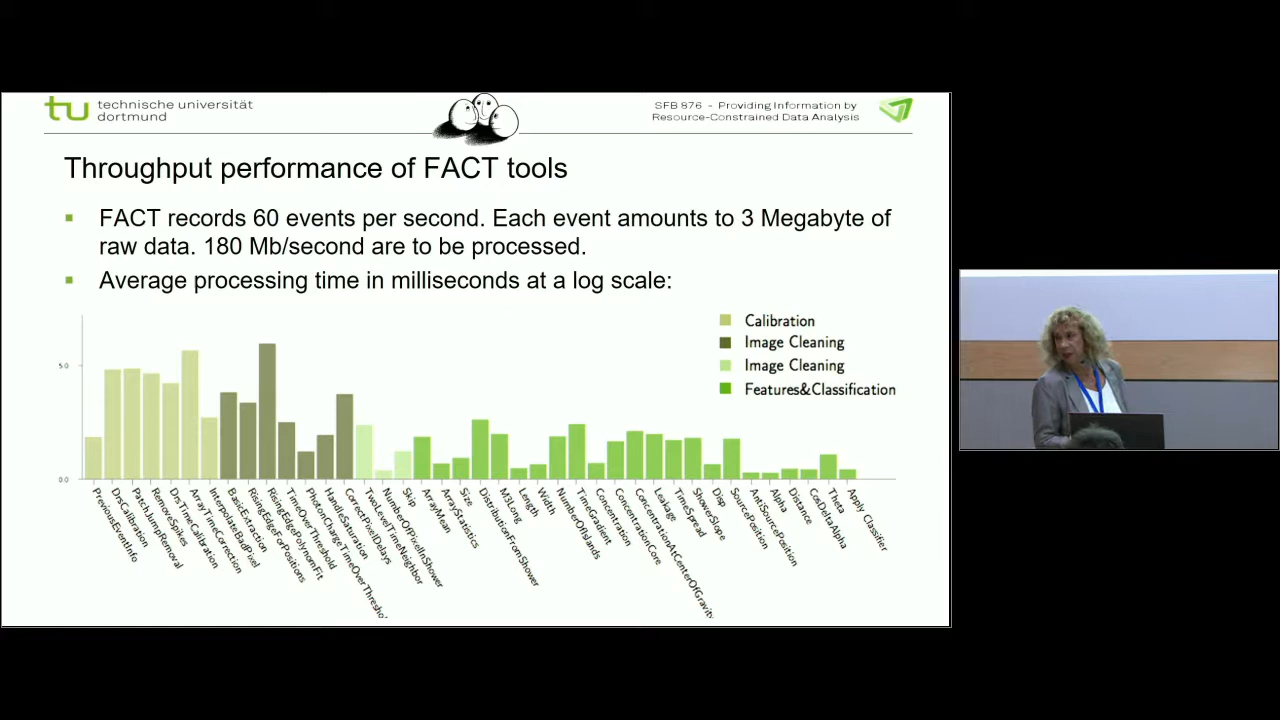 technische universität
dortmund
SFB 876 - Providing Information by
Resource-Constrained Data Analysis
Throughput performance of FACT tools
▪ FACT records 60 events per second. Each event amounts to 3 Megabyte of
raw data. 180 Mb/second are to be processed.
▪ Average processing time in milliseconds at a log scale:
Calibration
Image Cleaning
Image Cleaning
Features&Classification
5.0
0.0
PreviousEventInfo
DrsCalibration
PatchJumpRemoval
RemoveSpikes
DrsTimeCalibration
ArrayTimeCorrection
InterpolateBadPixel
BasicExtraction
RisingEdgeForPositions
RisingEdgePolynomFit
TimeOverThreshold
PhotonChargeTimeOverThresho
HandleSaturation
CorrectPixelDelays
TwoLevelTimeNeighbor
NumberOfPixelInShower
Skip
ArrayMean
ArrayStatistics
Size
DistributionFromShower
M3Long
Length
Width
NumberOfIslands
TimeGradient
Concentration
ConcentrationCore
ConcentrationAtCenterOfGravity
Leakage
TimeSpread
ShowerSlope
Disp
SourcePosition
AntiSourcePosition
Alpha
Distance
CosDeltaAlpha
Theta
Apply Classifier